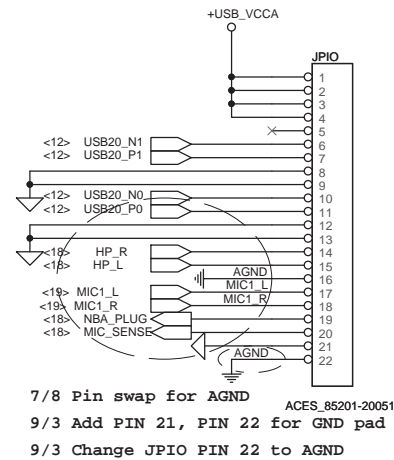 +USB_VCCA
JPIO
1
2
3
4
5
<12> USB20_N1 6
<12> USB20_P1 7
8
9
<12> USB20_N0 10
<12> USB20_P0 11
12
13
<18> HP_R 14
<18> HP_L 15
AGND 16
<19> MIC1_L MIC1_L 17
<19> MIC1_R MIC1_R 18
<18> NBA_PLUG 19
<18> MIC_SENSE 20
21
AGND 22
ACES_85201-20051
7/8 Pin swap for AGND
9/3 Add PIN 21, PIN 22 for GND pad
9/3 Change JPIO PIN 22 to AGND